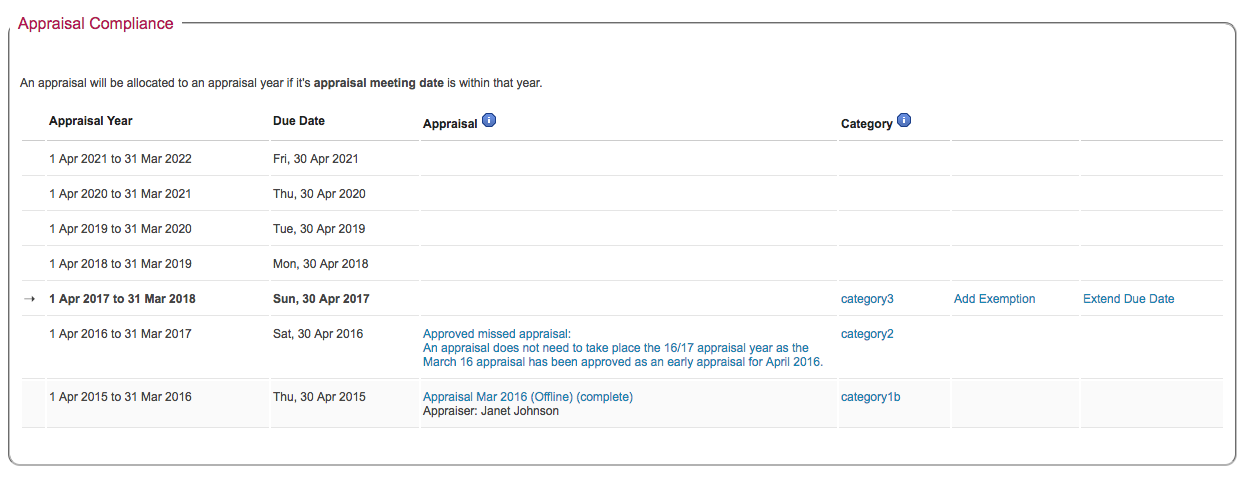 Appraisal Compliance
An appraisal will be allocated to an appraisal year if it's appraisal meeting date is within that year.
Appraisal Year Due Date Appraisal i Category i
1 Apr 2021 to 31 Mar 2022 Fri, 30 Apr 2021
1 Apr 2020 to 31 Mar 2021 Thu, 30 Apr 2020
1 Apr 2019 to 31 Mar 2020 Tue, 30 Apr 2019
1 Apr 2018 to 31 Mar 2019 Mon, 30 Apr 2018
→ 1 Apr 2017 to 31 Mar 2018 Sun, 30 Apr 2017 category3 Add Exemption Extend Due Date
1 Apr 2016 to 31 Mar 2017 Sat, 30 Apr 2016 Approved missed appraisal: category2
An appraisal does not need to take place the 16/17 appraisal year as the
March 16 appraisal has been approved as an early appraisal for April 2016.
1 Apr 2015 to 31 Mar 2016 Thu, 30 Apr 2015 Appraisal Mar 2016 (Offline) (complete) category1b
Appraiser: Janet Johnson